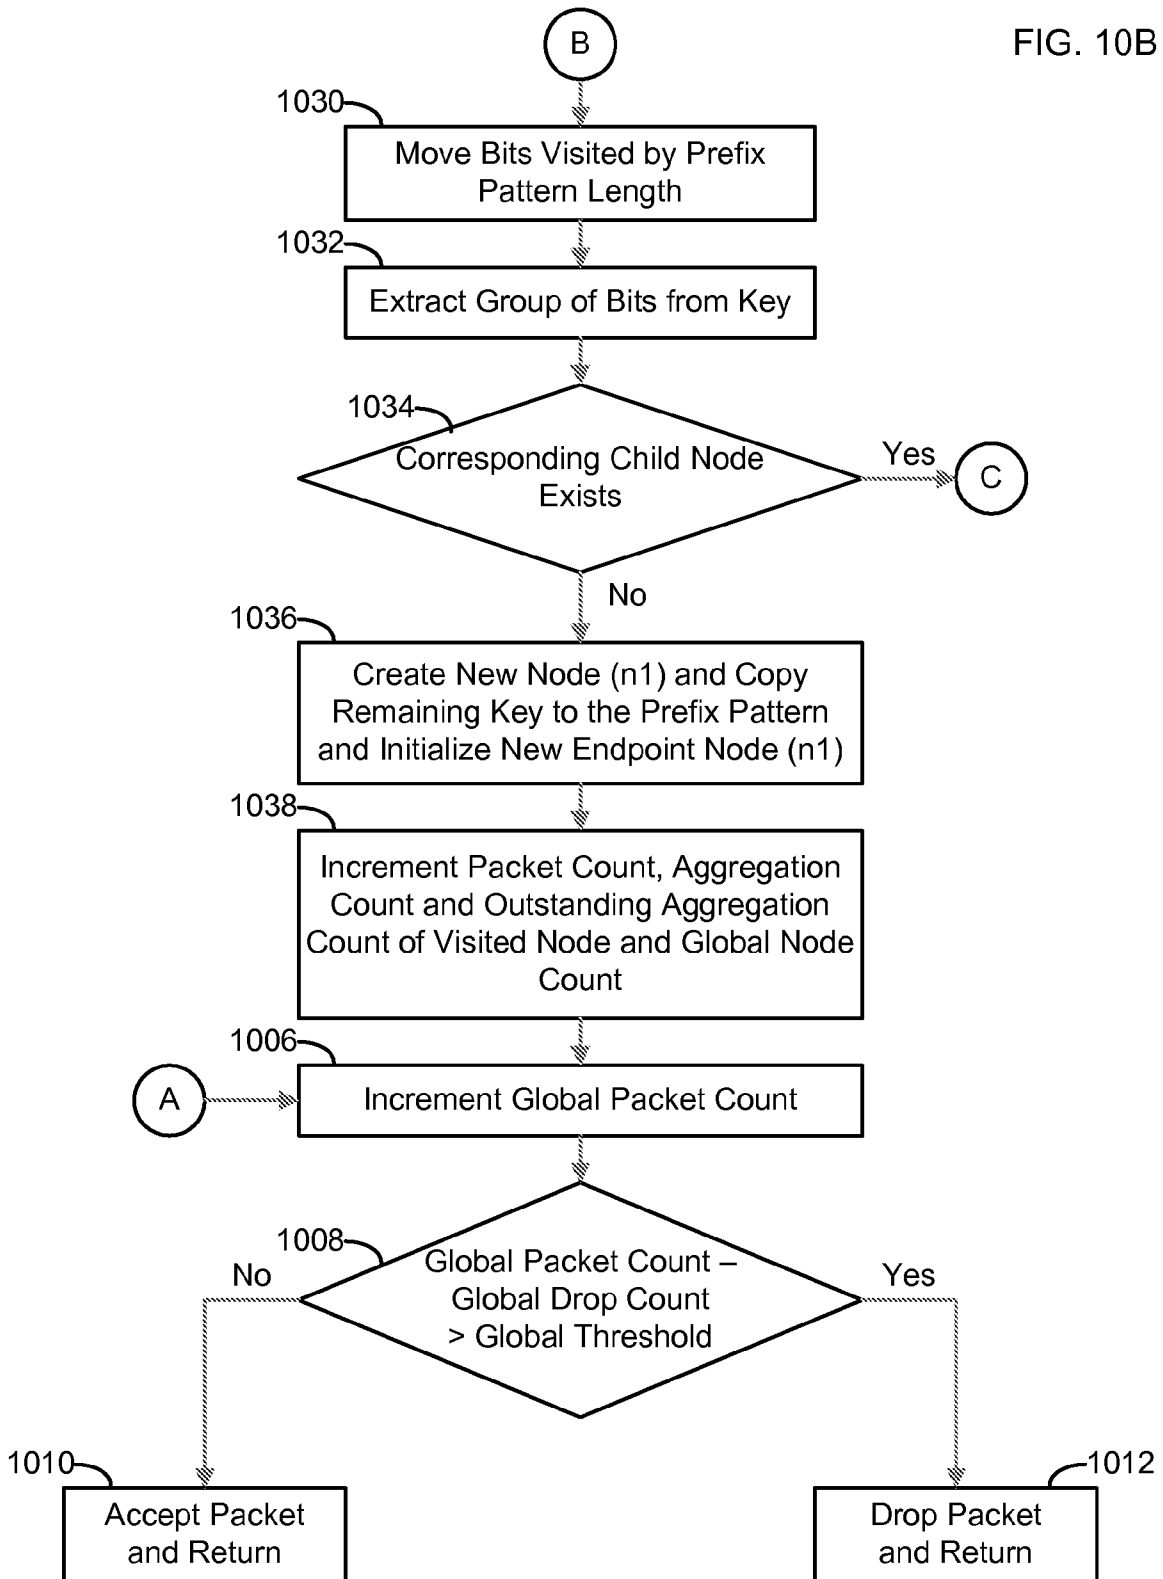 B
FIG. 10B
1030
Move Bits Visited by Prefix
Pattern Length
1032
Extract Group of Bits from Key
1034
Corresponding Child Node
Exists
Yes
C
No
1036
Create New Node (n1) and Copy
Remaining Key to the Prefix Pattern
and Initialize New Endpoint Node (n1)
1038
Increment Packet Count, Aggregation
Count and Outstanding Aggregation
Count of Visited Node and Global Node
Count
1006
A
Increment Global Packet Count
1008
Global Packet Count –
Global Drop Count
> Global Threshold
No
Yes
1010
Accept Packet
and Return
1012
Drop Packet
and Return